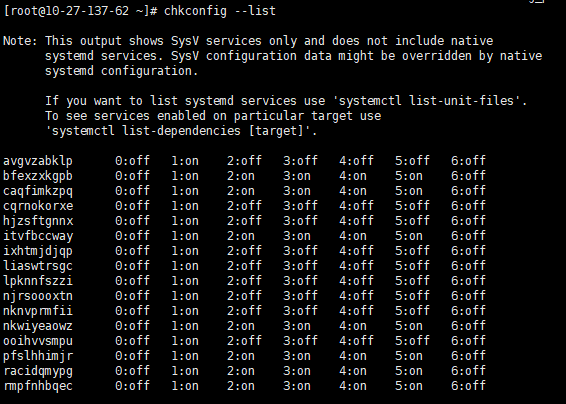 [root@10-27-137-62 ~]# chkconfig --list
Note: This output shows SysV services only and does not include native
systemd services. SysV configuration data might be overridden by native
systemd configuration.
If you want to list systemd services use 'systemctl list-unit-files'.
To see services enabled on particular target use
'systemctl list-dependencies [target]'.
avgvzabklp 0:off 1:on 2:off 3:off 4:off 5:off 6:off
bfexzxkgpb 0:off 1:on 2:on 3:on 4:on 5:on 6:off
caqfimkzpq 0:off 1:on 2:off 3:off 4:off 5:off 6:off
cqrnokorxe 0:off 1:on 2:off 3:off 4:off 5:off 6:off
hjzsftgnnx 0:off 1:on 2:off 3:off 4:off 5:off 6:off
itvfbccway 0:off 1:on 2:on 3:on 4:on 5:on 6:off
ixhtmjdjqp 0:off 1:on 2:off 3:off 4:off 5:off 6:off
liaswtrsgc 0:off 1:on 2:off 3:off 4:off 5:off 6:off
lpknnfszzi 0:off 1:on 2:off 3:off 4:off 5:off 6:off
njrsoooxtn 0:off 1:on 2:off 3:off 4:off 5:off 6:off
nknvprmfii 0:off 1:on 2:off 3:off 4:off 5:off 6:off
nkwiyeaowz 0:off 1:on 2:on 3:on 4:on 5:on 6:off
ooihvvsmpu 0:off 1:on 2:off 3:off 4:off 5:off 6:off
pfslhhimjr 0:off 1:on 2:on 3:on 4:on 5:on 6:off
racidqmypg 0:off 1:on 2:on 3:on 4:on 5:on 6:off
rmpfnhbqec 0:off 1:on 2:on 3:on 4:on 5:on 6:off